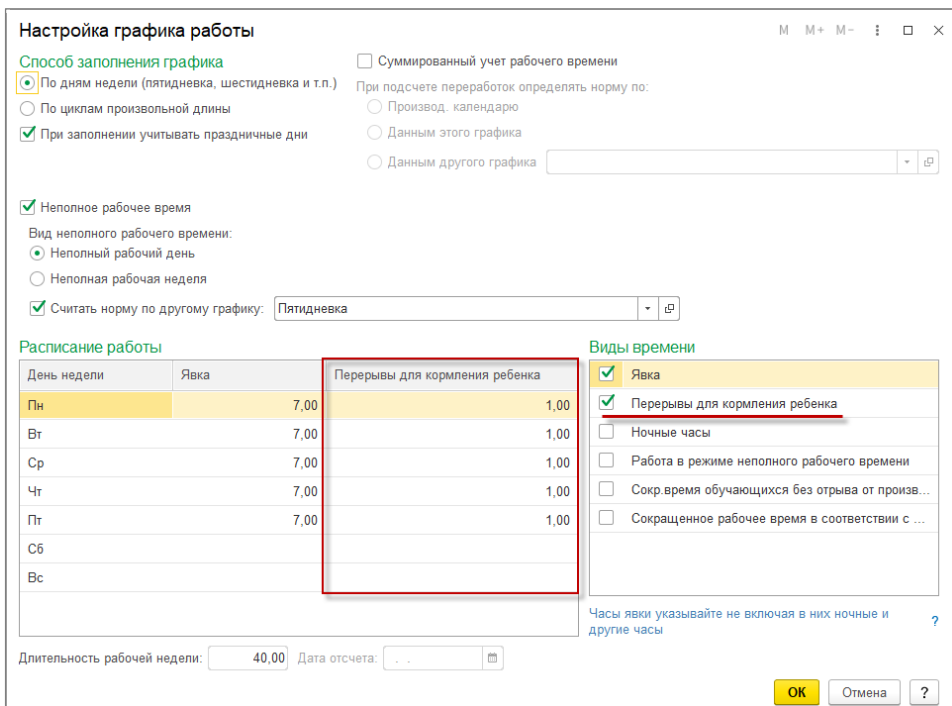 Настройка графика работы
M M+ M-
Способ заполнения графика
По дням недели (пятидневка, шестидневка и т.п.)
По циклам произвольной длины
При заполнении учитывать праздничные дни
Суммированный учет рабочего времени
При подсчете переработок определять норму по:
Производ. календарю
Данным этого графика
Данным другого графика
Неполное рабочее время
Вид неполного рабочего времени:
Неполный рабочий день
Неполная рабочая неделя
Считать норму по другому графику: Пятидневка
Расписание работы
День недели Явка Перерывы для кормления ребенка
Пн 7,00 1,00
Вт 7,00 1,00
Ср 7,00 1,00
Чт 7,00 1,00
Пт 7,00 1,00
Сб
Вс
Виды времени
Явка
Перерывы для кормления ребенка
Ночные часы
Работа в режиме неполного рабочего времени
Сокр.время обучающихся без отрыва от произв...
Сокращенное рабочее время в соответствии с ...
Часы явки указывайте не включая в них ночные и
другие часы
?
Длительность рабочей недели: 40,00 Дата отсчета: . .
ОК Отмена ?